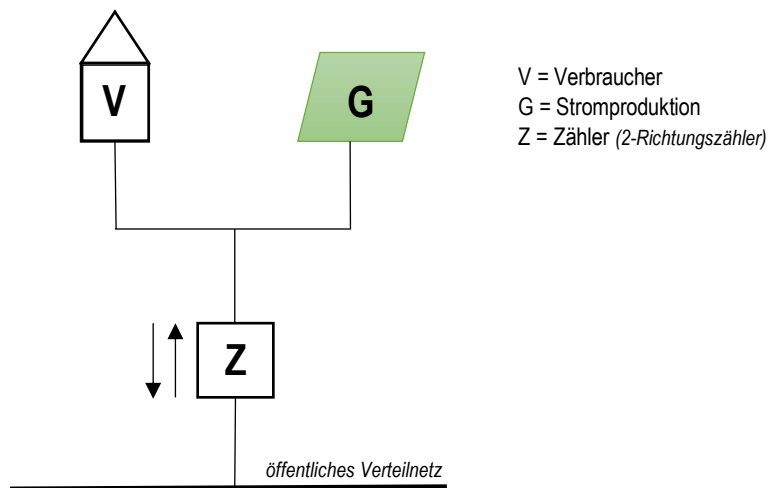 V
G
V = Verbraucher
G = Stromproduktion
Z = Zähler (2-Richtungszähler)
Z
öffentliches Verteilnetz